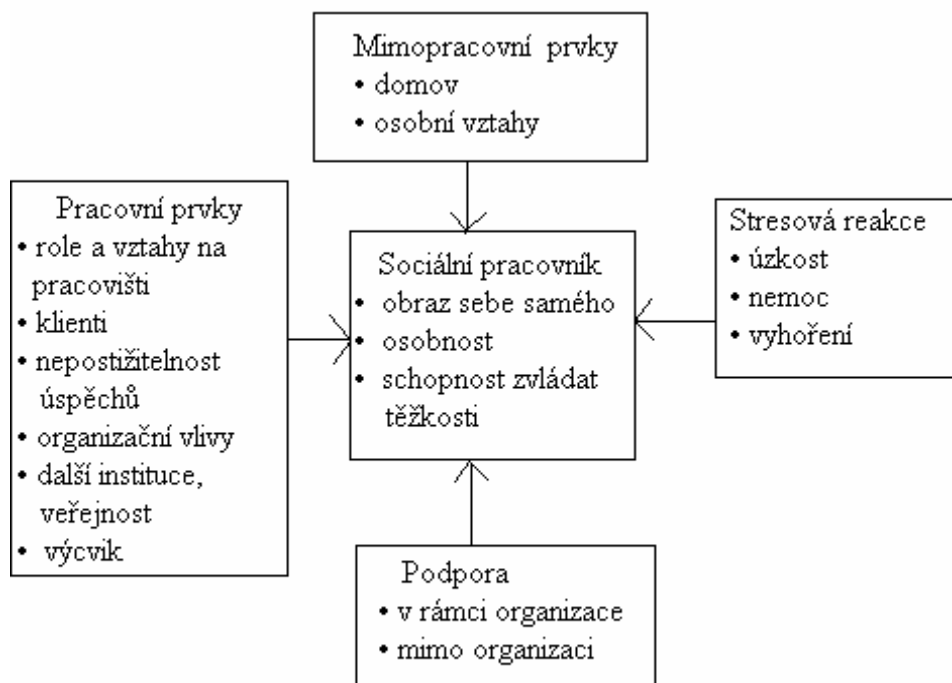 Mimopracovní prvky
• domov
• osobní vztahy
Pracovní prvky
• role a vztahy na
pracovišti
• klienti
• nepostižitelnost
úspěchů
• organizační vlivy
• další instituce,
veřejnost
• výcvik
Sociální pracovník
• obraz sebe samého
• osobnost
• schopnost zvládat
těžkosti
Stresová reakce
• úzkost
• nemoc
• vyhoření
Podpora
• v rámci organizace
• mimo organizaci